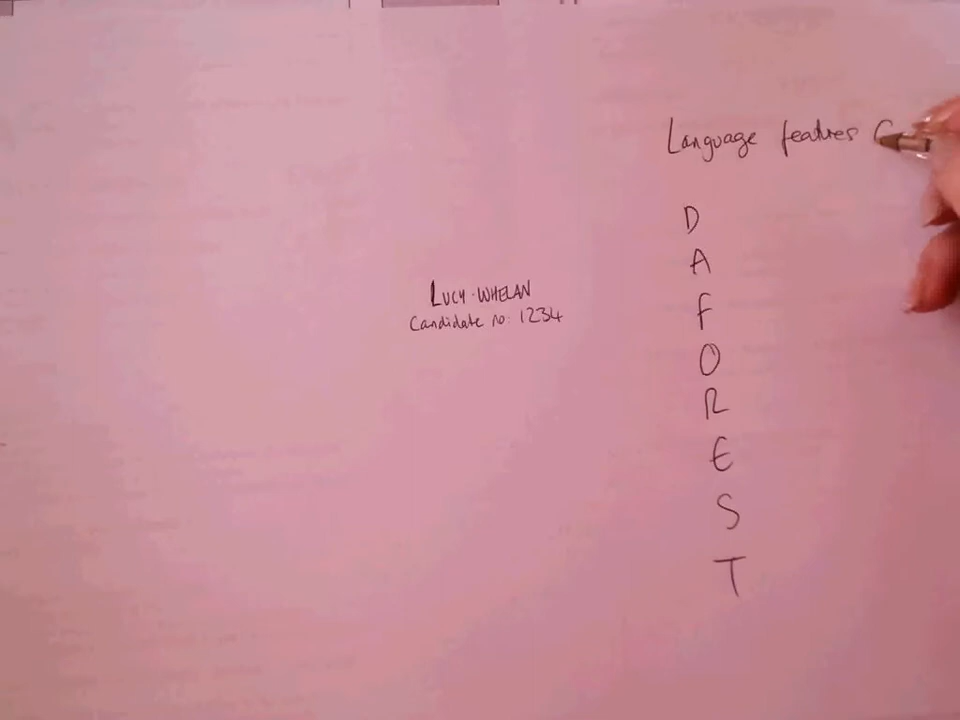 Language features (
D
A
F
O
R
E
S
T
LUCY. WHELAN
Candidate no: 1234